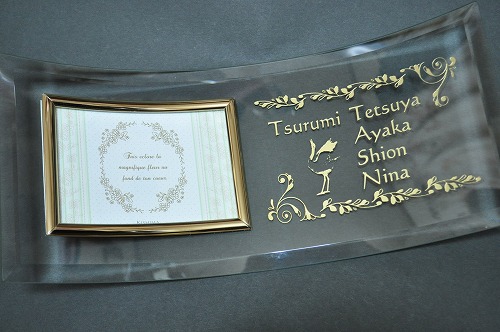 Fais éclore la
magnifique fleur au
fond de ton coeur.
Tsurumi Tetsuya
Ayaka
Shion
Nina